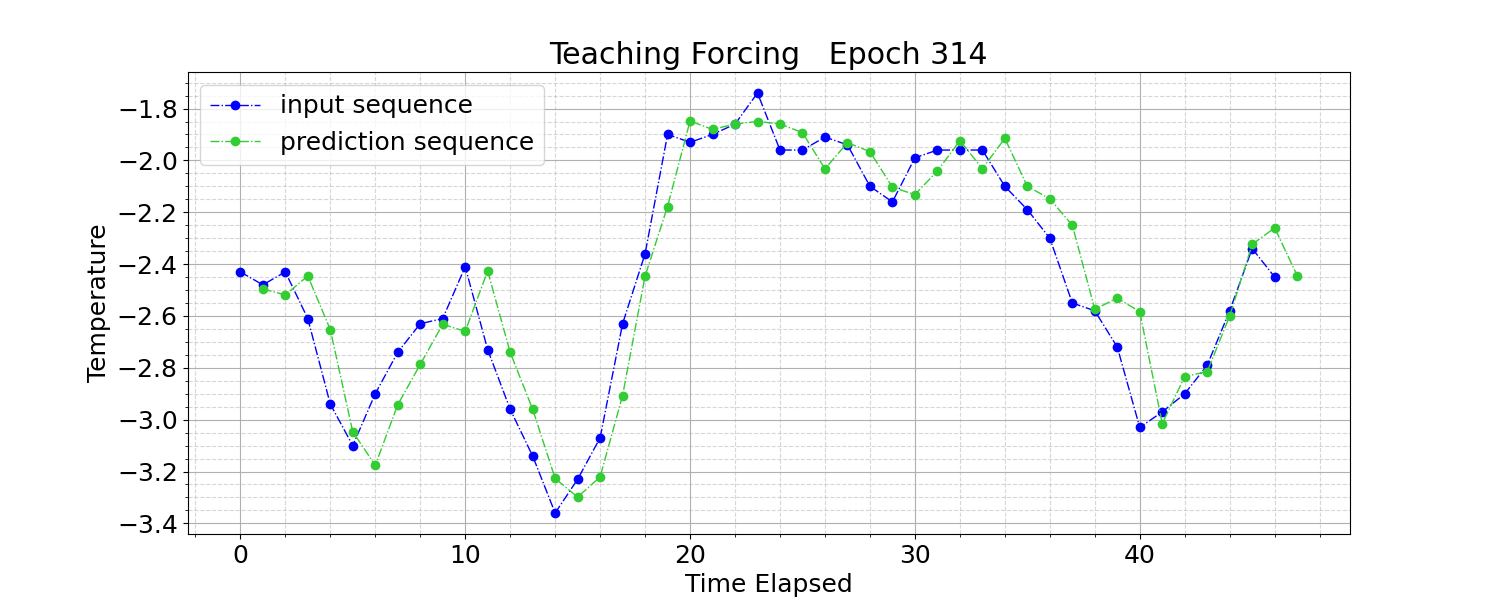 Teaching Forcing   Epoch 314
input sequence
prediction sequence
−1.8
−2.0
−2.2
−2.4
−2.6
−2.8
−3.0
−3.2
−3.4
Temperature
0 10 20 30 40
Time Elapsed